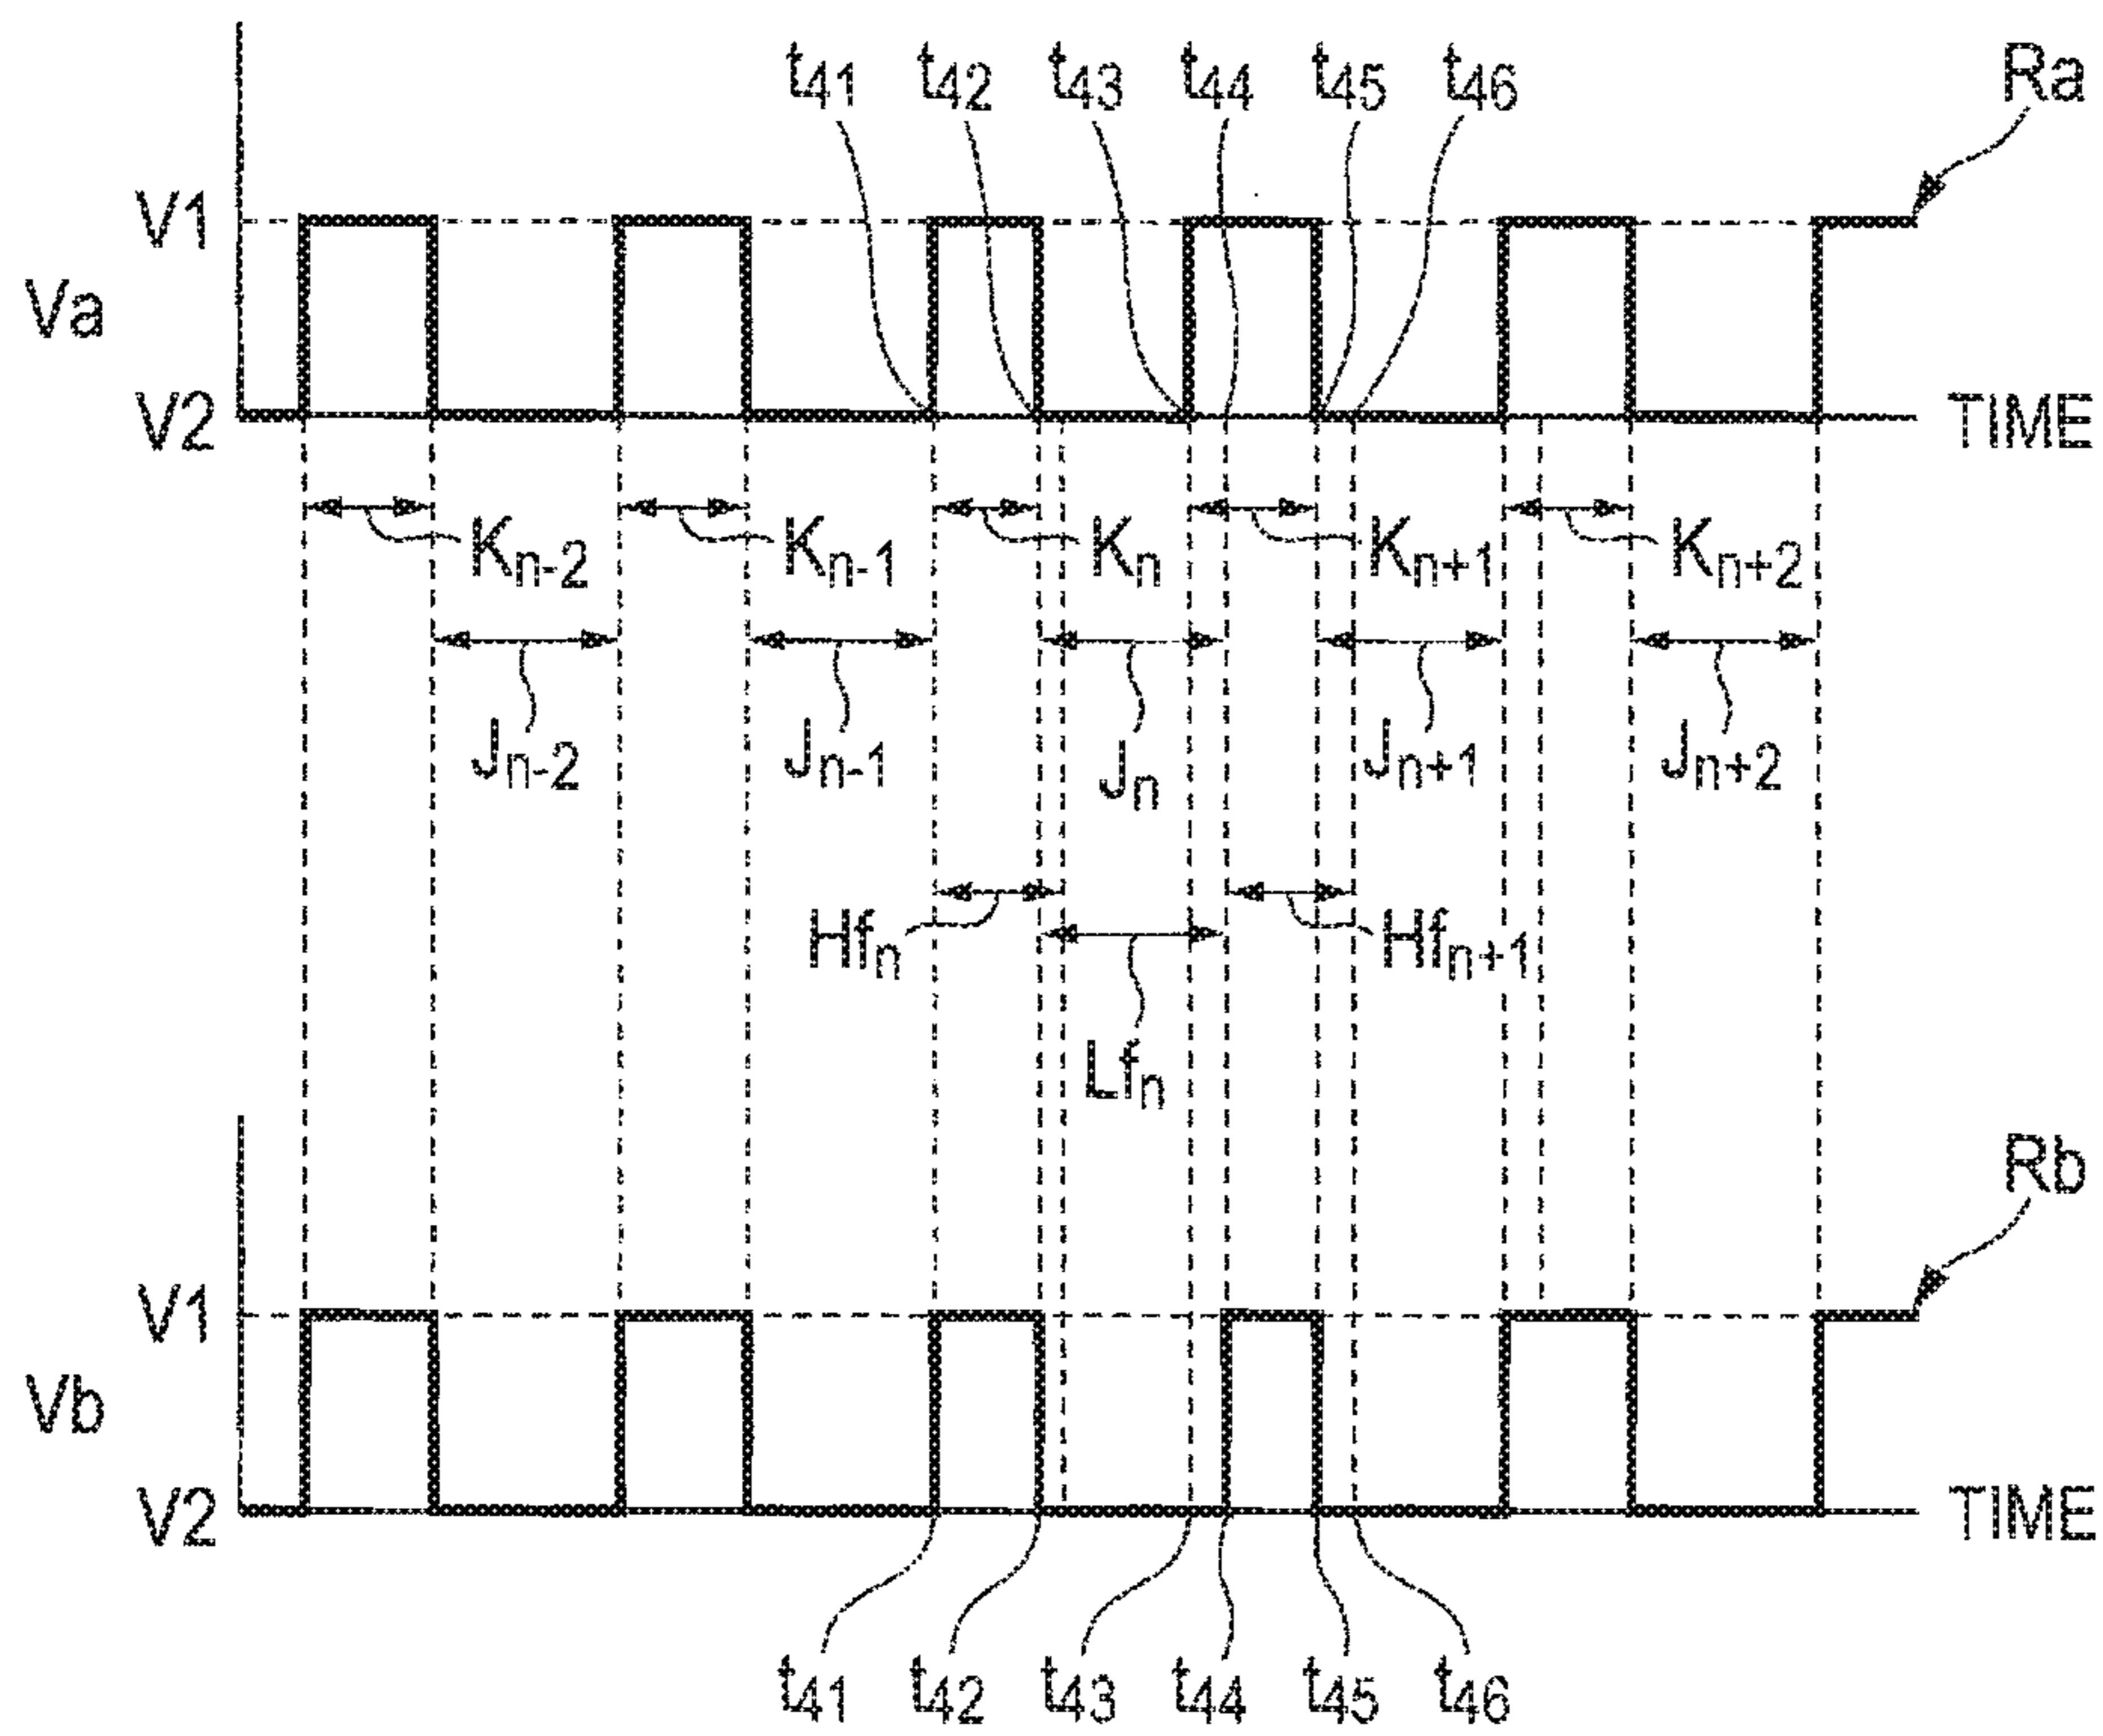 t41 t42 t43 t44 t45 t46 Ra
V1
Va
V2 TIME
Kn-2 Kn-1 Kn Kn+1 Kn+2
Jn-2 Jn-1 Jn Jn+1 Jn+2
Hfn Hfn+1
Lfn
Rb
V1
Vb
V2 TIME
t41 t42 t43 t44 t45 t46